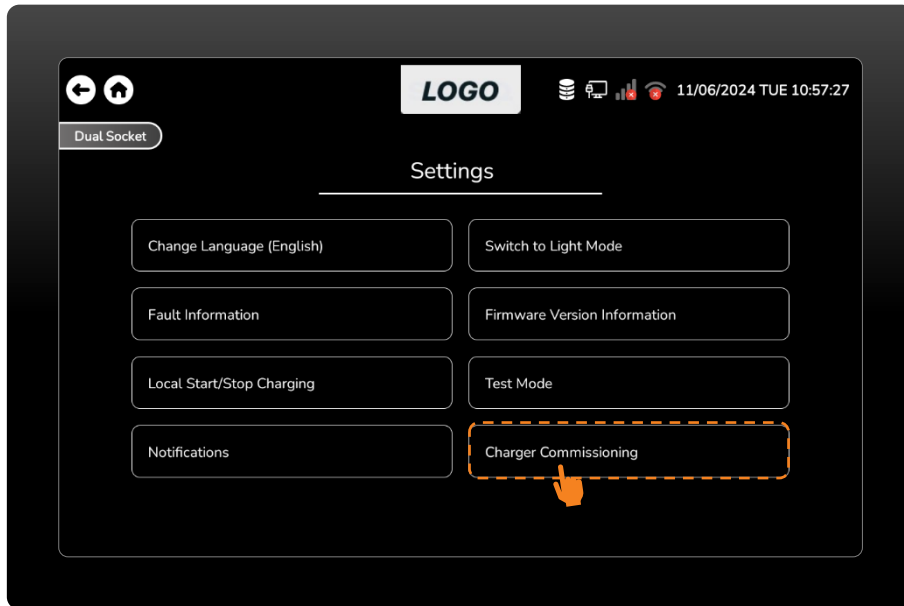 LOGO
11/06/2024 TUE 10:57:27
Dual Socket
Settings
Change Language (English)
Switch to Light Mode
Fault Information
Firmware Version Information
Local Start/Stop Charging
Test Mode
Notifications
Charger Commissioning